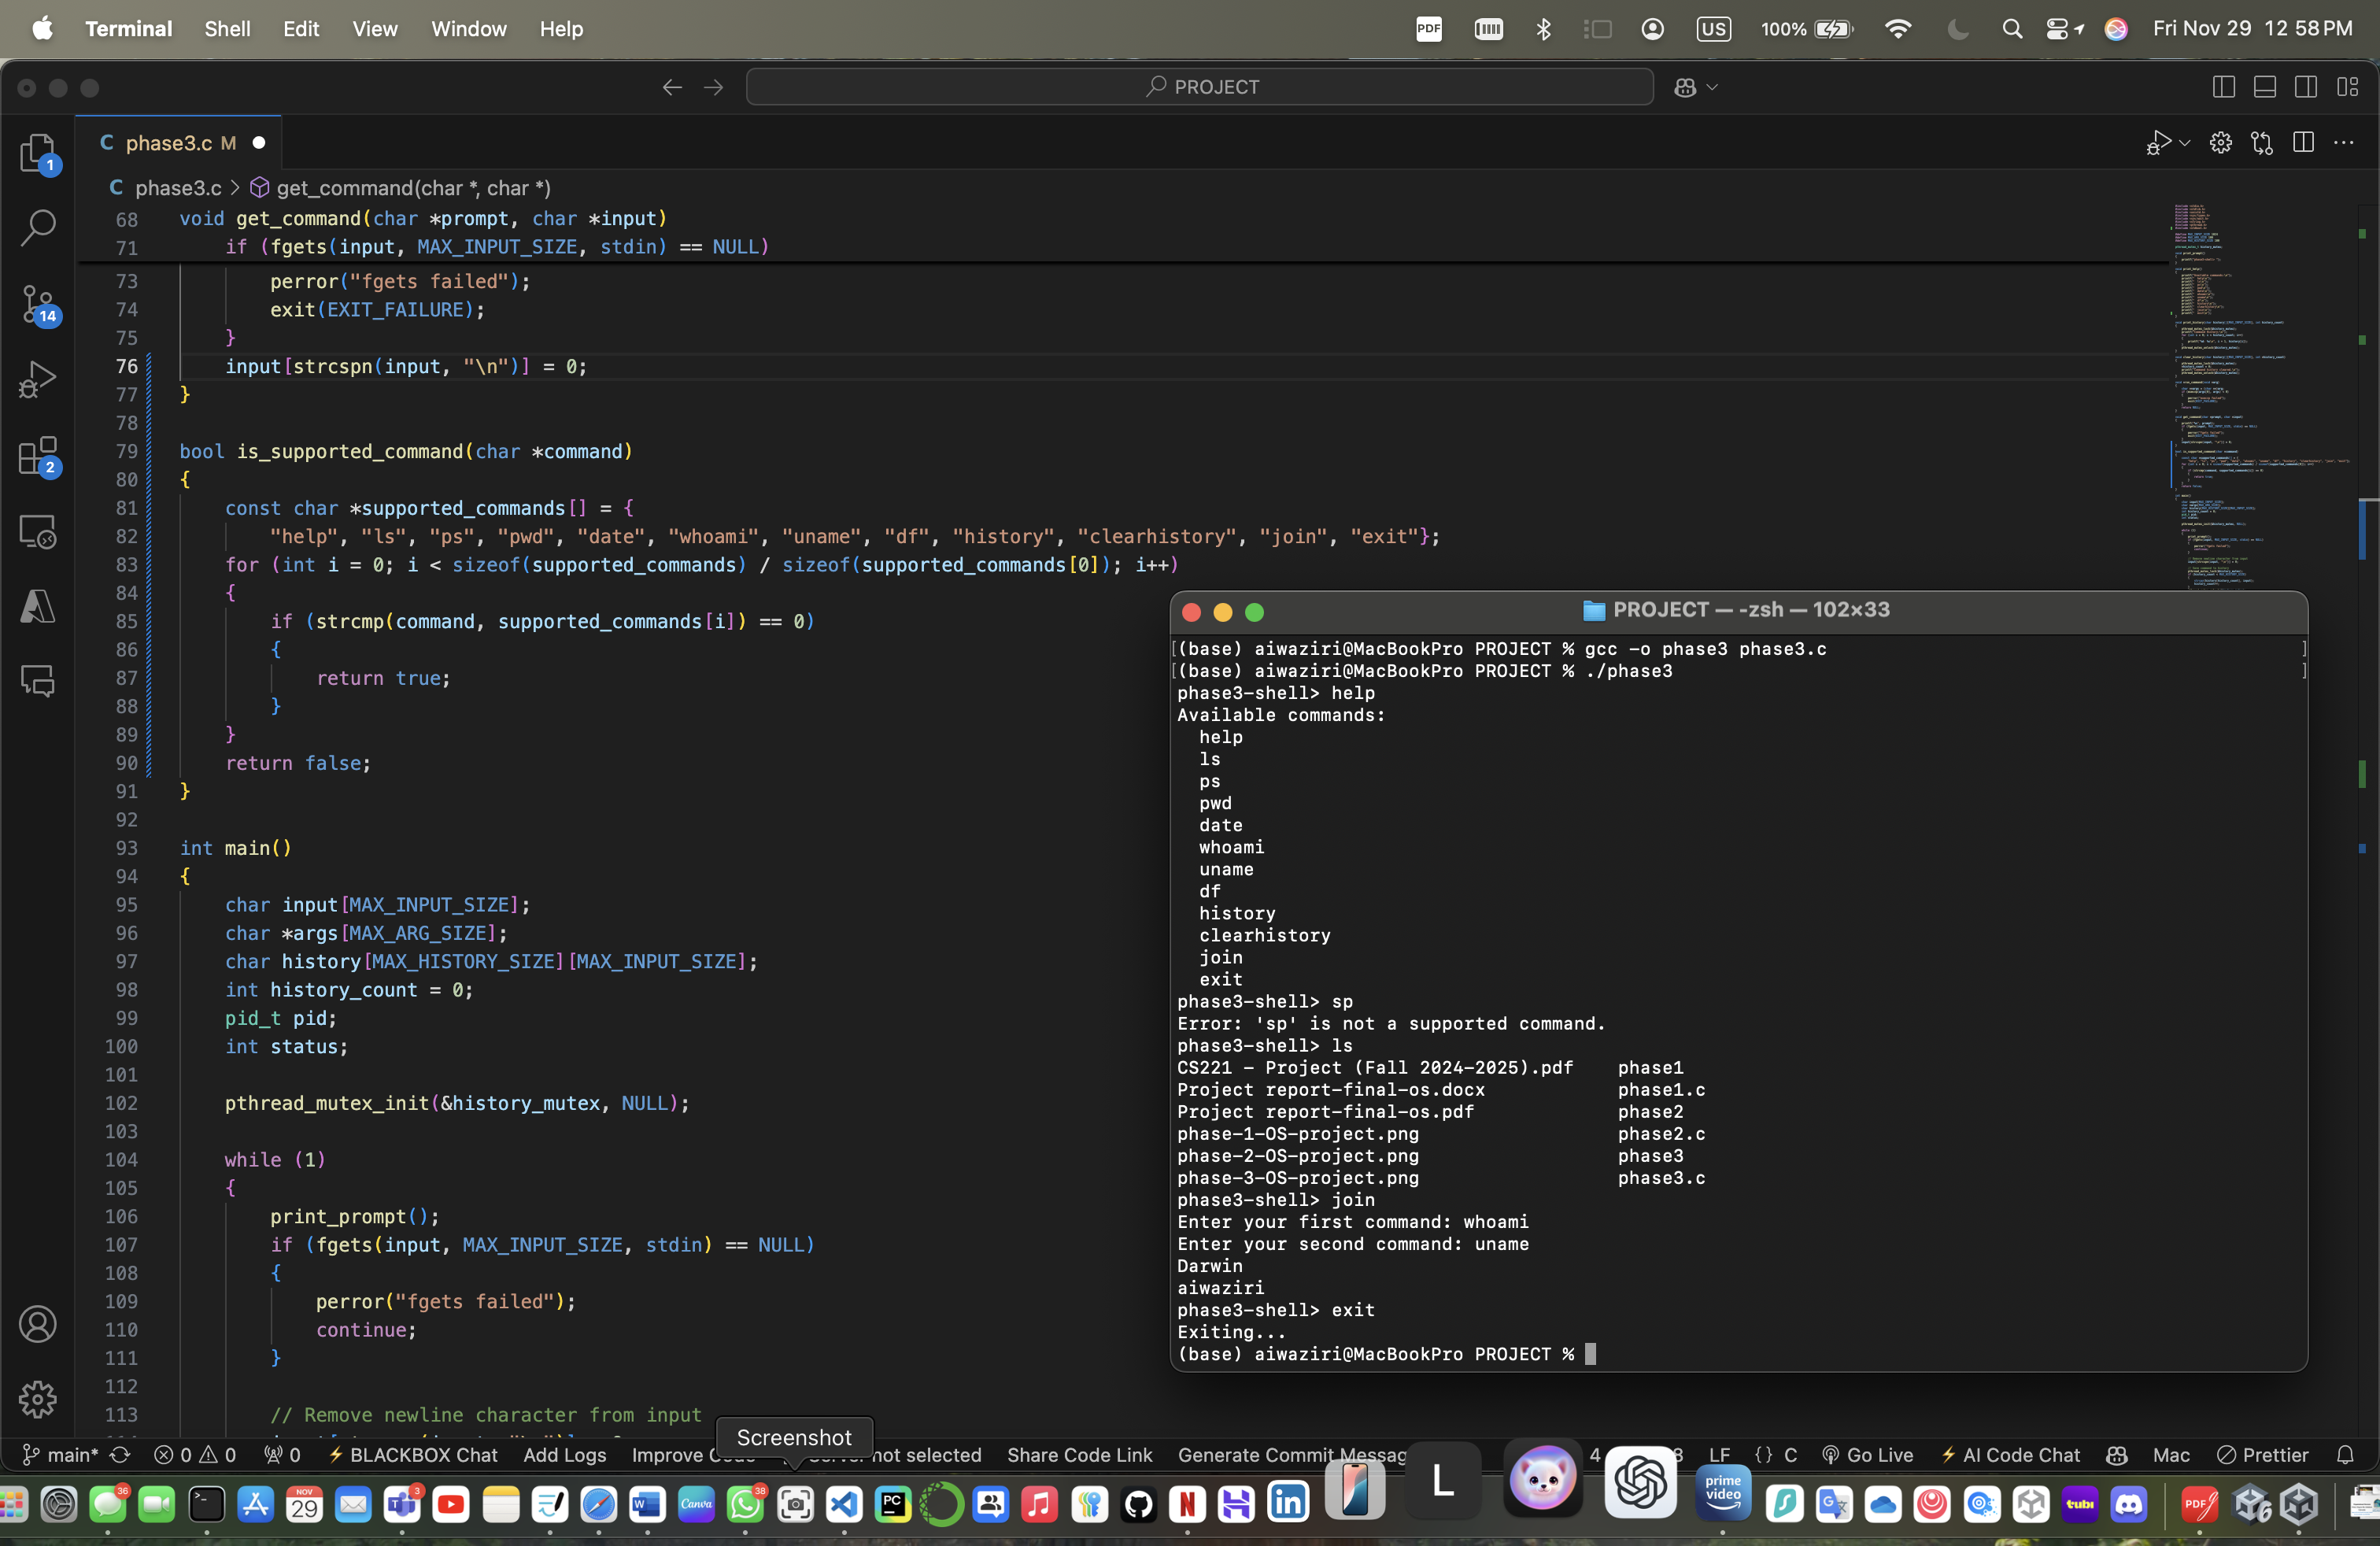 Terminal Shell Edit View Window Help PDF US 100% Fri Nov 29 12 58 PM
PROJECT
C phase3.c M
C phase3.c > get_command(char *, char *)
68 void get_command(char *prompt, char *input)
71 if (fgets(input, MAX_INPUT_SIZE, stdin) == NULL)
73 perror("fgets failed");
74 exit(EXIT_FAILURE);
75 }
76 input[strcspn(input, "\n")] = 0;
77 }
78
79 bool is_supported_command(char *command)
80 {
81 const char *supported_commands[] = {
82 "help", "ls", "ps", "pwd", "date", "whoami", "uname", "df", "history", "clearhistory", "join", "exit"};
83 for (int i = 0; i < sizeof(supported_commands) / sizeof(supported_commands[0]); i++)
84 {
85 if (strcmp(command, supported_commands[i]) == 0)
86 {
87 return true;
88 }
89 }
90 return false;
91 }
92
93 int main()
94 {
95 char input[MAX_INPUT_SIZE];
96 char *args[MAX_ARG_SIZE];
97 char history[MAX_HISTORY_SIZE][MAX_INPUT_SIZE];
98 int history_count = 0;
99 pid_t pid;
100 int status;
101
102 pthread_mutex_init(&history_mutex, NULL);
103
104 while (1)
105 {
106 print_prompt();
107 if (fgets(input, MAX_INPUT_SIZE, stdin) == NULL)
108 {
109 perror("fgets failed");
110 continue;
111 }
112
113 // Remove newline character from input
1
14
2
PROJECT — -zsh — 102×33
[(base) aiwaziri@MacBookPro PROJECT % gcc -o phase3 phase3.c ]
[(base) aiwaziri@MacBookPro PROJECT % ./phase3 ]
phase3-shell> help
Available commands:
help
ls
ps
pwd
date
whoami
uname
df
history
clearhistory
join
exit
phase3-shell> sp
Error: 'sp' is not a supported command.
phase3-shell> ls
CS221 - Project (Fall 2024-2025).pdf phase1
Project report-final-os.docx phase1.c
Project report-final-os.pdf phase2
phase-1-OS-project.png phase2.c
phase-2-OS-project.png phase3
phase-3-OS-project.png phase3.c
phase3-shell> join
Enter your first command: whoami
Enter your second command: uname
Darwin
aiwaziri
phase3-shell> exit
Exiting...
(base) aiwaziri@MacBookPro PROJECT %
Screenshot
main* 0 0 0 BLACKBOX Chat Add Logs Improve not selected Share Code Link Generate Commit 4 LF {} C Go Live AI Code Chat Mac Prettier
36 NOV 29 3 W Canva 38 PC N in L prime video tubi PDF 6